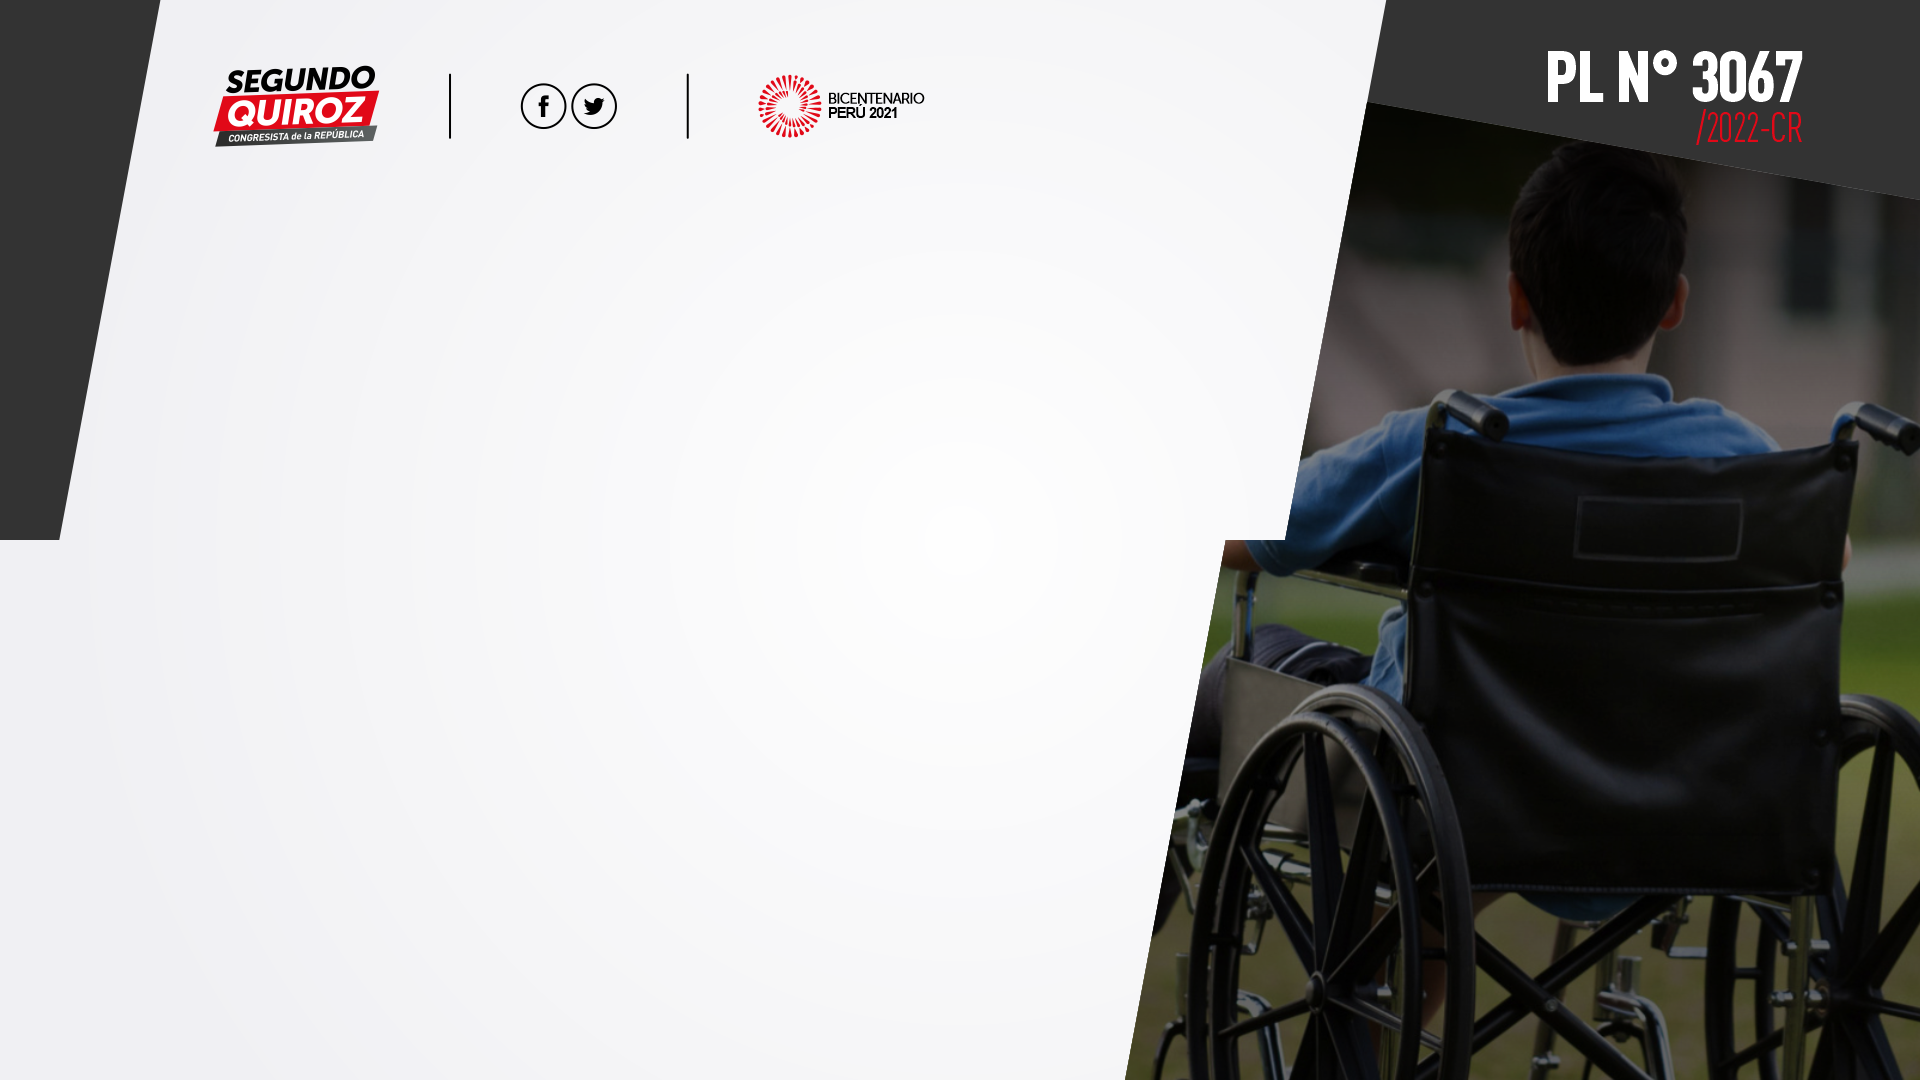 SEGUNDO
QUIROZ
CONGRESISTA de la REPÚBLICA
BICENTENARIO
PERÚ 2021
PL N° 3067
/2022-CR